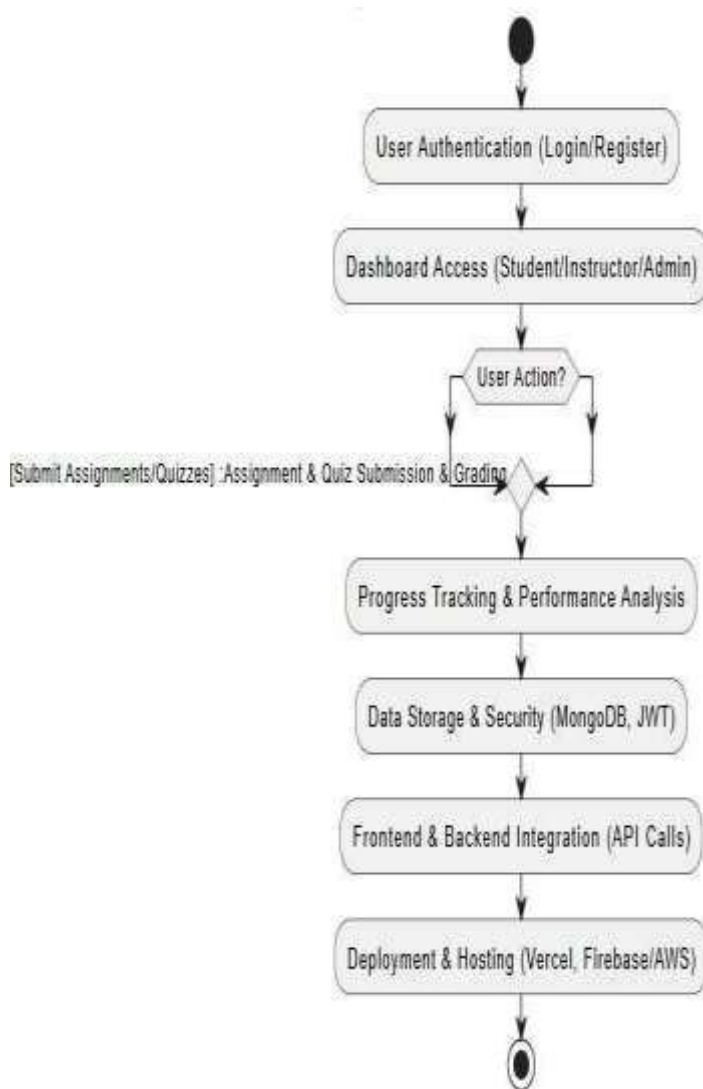 User Authentication (Login/Register)
Dashboard Access (Student/Instructor/Admin)
User Action?
[Submit Assignments/Quizzes] :Assignment & Quiz Submission & Grading
Progress Tracking & Performance Analysis
Data Storage & Security (MongoDB, JWT)
Frontend & Backend Integration (API Calls)
Deployment & Hosting (Vercel, Firebase/AWS)